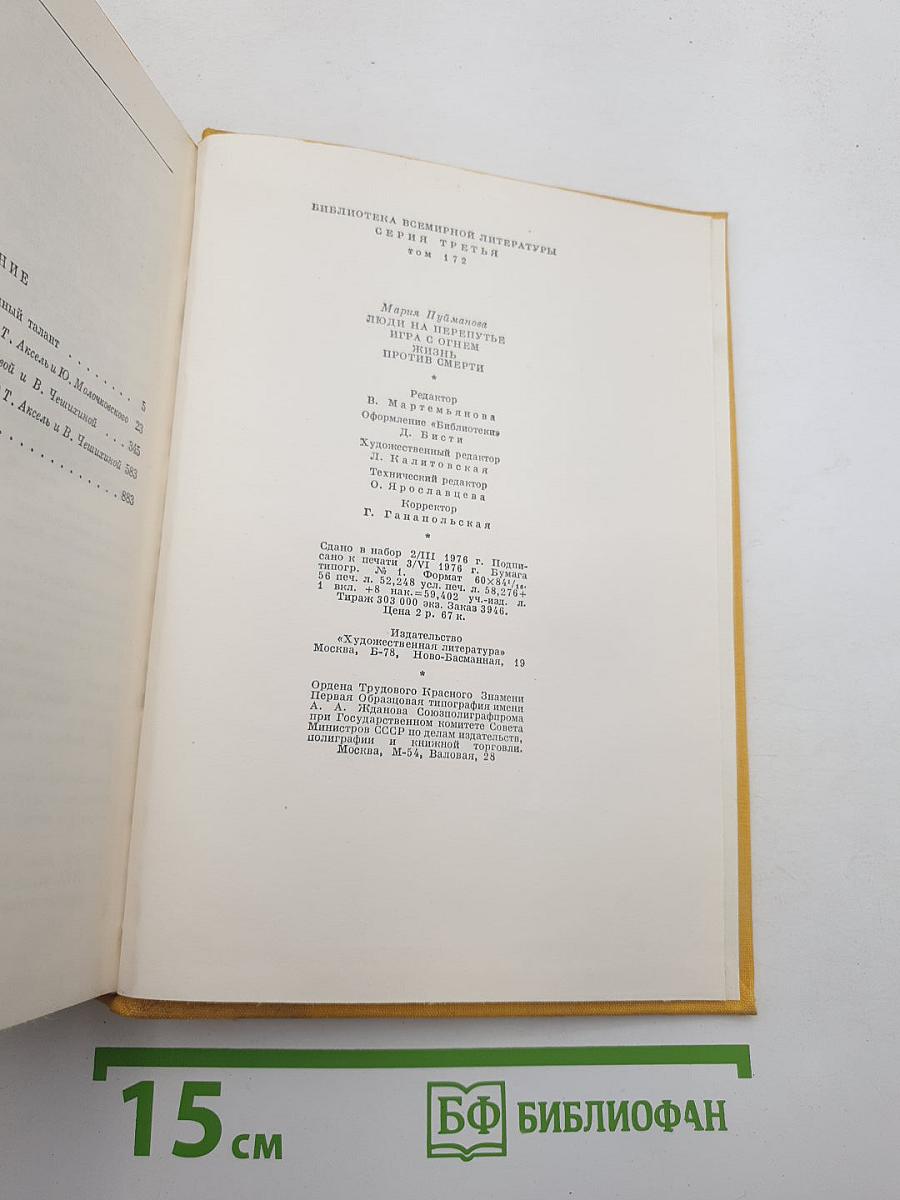 НИЕ
ный талант . . . . . . . 5
Т. Аксель и Ю. Молочковского 23
вой и В. Чешихиной . . . 345
Т. Аксель и В. Чешихиной 583
. . . . . . . . . . . . 883
БИБЛИОТЕКА ВСЕМИРНОЙ ЛИТЕРАТУРЫ
СЕРИЯ ТРЕТЬЯ
ТОМ 172
Мария Пуйманова
ЛЮДИ НА ПЕРЕПУТЬЕ
ИГРА С ОГНЕМ
ЖИЗНЬ
ПРОТИВ СМЕРТИ
*
Редактор
В. Мартемьянова
Оформление «Библиотеки»
Д. Бисти
Художественный редактор
Л. Калитовская
Технический редактор
О. Ярославцева
Корректор
Г. Ганапольская
*
Сдано в набор 2/III 1976 г. Подпи-
сано к печати 3/VI 1976 г. Бумага
типогр. № 1. Формат 60×84¹/₁₆.
56 печ. л. 52,248 усл. печ. л. 58,276+
1 вкл. +8 нак.=59,402 уч.-изд. л.
Тираж 303 000 экз. Заказ 3946.
Цена 2 р. 67 к.
Издательство
«Художественная литература»
Москва, Б-78, Ново-Басманная, 19
*
Ордена Трудового Красного Знамени
Первая Образцовая типография имени
А. А. Жданова Союзполиграфпрома
при Государственном комитете Совета
Министров СССР по делам издательств,
полиграфии и книжной торговли.
Москва, М-54, Валовая, 28
15 см
БФ БИБЛИОФАН